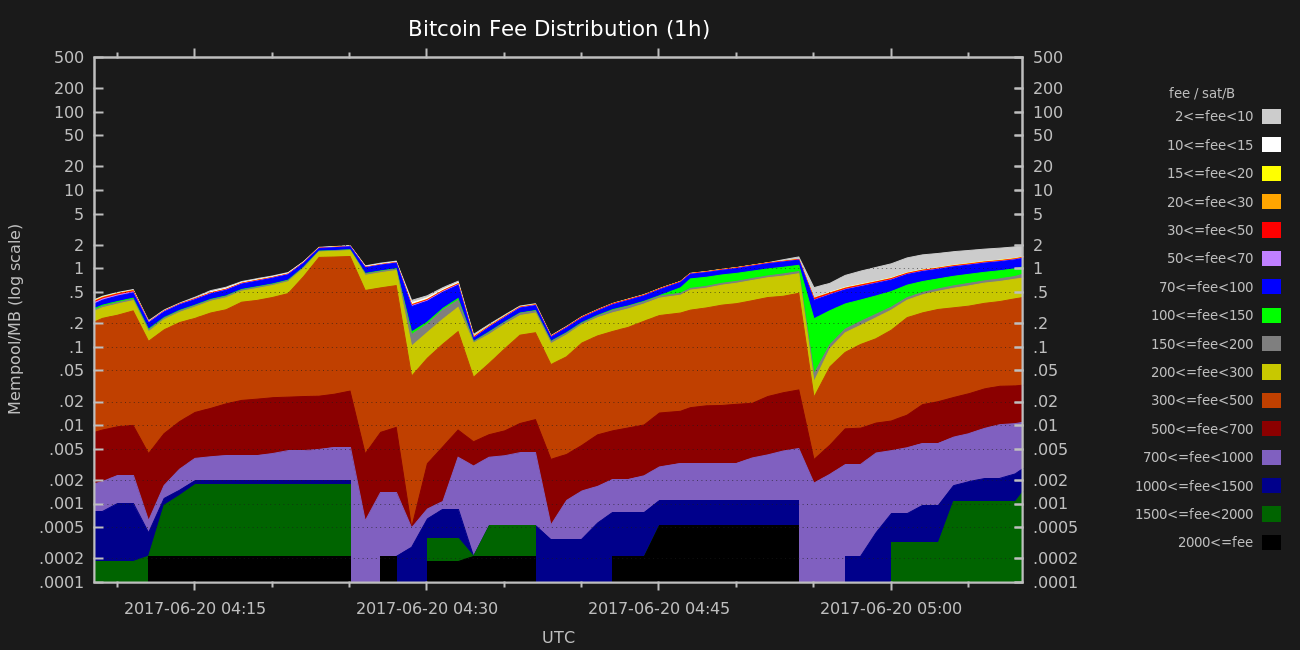 Bitcoin Fee Distribution (1h)
Mempool/MB (log scale)
500
200
100
50
20
10
5
2
1
.5
.2
.1
.05
.02
.01
.005
.002
.001
.0005
.0002
.0001
500
200
100
50
20
10
5
2
1
.5
.2
.1
.05
.02
.01
.005
.002
.001
.0005
.0002
.0001
2017-06-20 04:15 2017-06-20 04:30 2017-06-20 04:45 2017-06-20 05:00
UTC
fee / sat/B
2<=fee<10
10<=fee<15
15<=fee<20
20<=fee<30
30<=fee<50
50<=fee<70
70<=fee<100
100<=fee<150
150<=fee<200
200<=fee<300
300<=fee<500
500<=fee<700
700<=fee<1000
1000<=fee<1500
1500<=fee<2000
2000<=fee